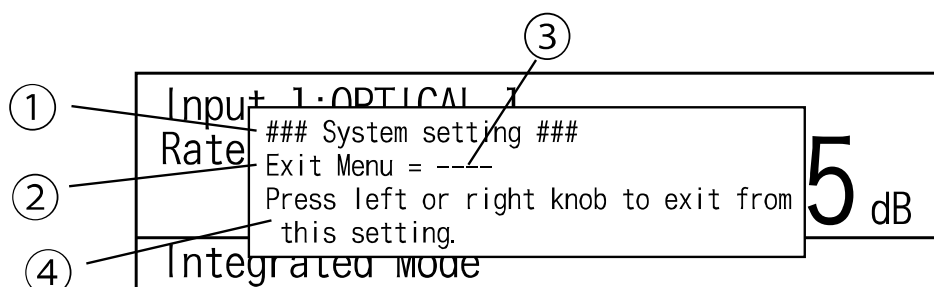 ③
①
Input 1:OPTICAL 1
### System setting ###
Rate
Exit Menu = ----
②
Press left or right knob to exit from
5 dB
this setting.
④
Integrated Mode